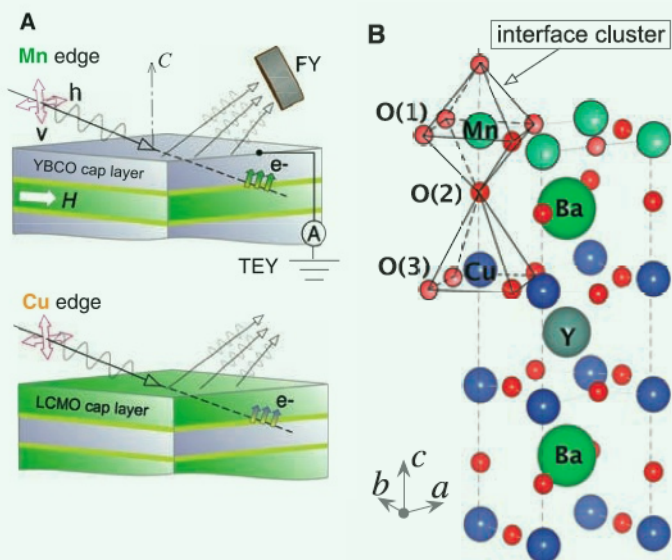 A
Mn edge
h
v
C
FY
YBCO cap layer
e-
H
A
TEY
Cu edge
LCMO cap layer
e-
B
interface cluster
O(1)
Mn
O(2)
Ba
O(3)
Cu
Y
Ba
c
b
a